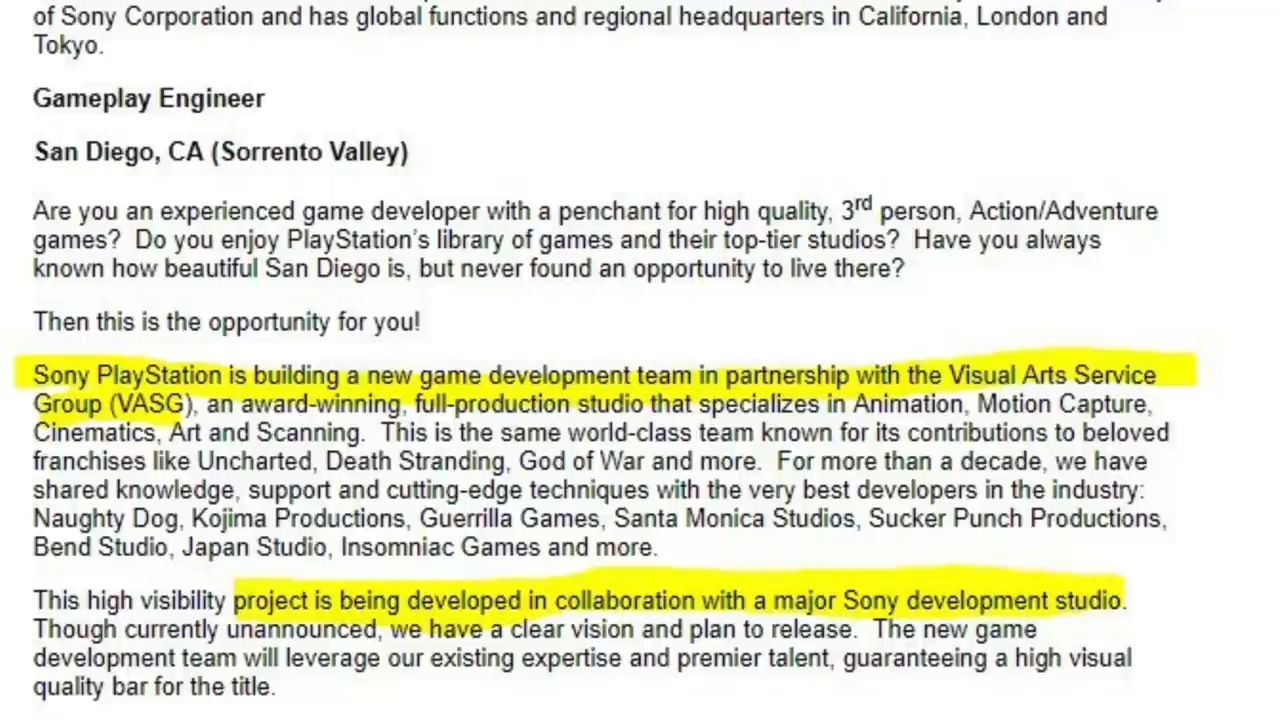 of Sony Corporation and has global functions and regional headquarters in California, London and
Tokyo.
Gameplay Engineer
San Diego, CA (Sorrento Valley)
Are you an experienced game developer with a penchant for high quality, 3rd person, Action/Adventure
games? Do you enjoy PlayStation's library of games and their top-tier studios? Have you always
known how beautiful San Diego is, but never found an opportunity to live there?
Then this is the opportunity for you!
Sony PlayStation is building a new game development team in partnership with the Visual Arts Service
Group (VASG), an award-winning, full-production studio that specializes in Animation, Motion Capture,
Cinematics, Art and Scanning. This is the same world-class team known for its contributions to beloved
franchises like Uncharted, Death Stranding, God of War and more. For more than a decade, we have
shared knowledge, support and cutting-edge techniques with the very best developers in the industry:
Naughty Dog, Kojima Productions, Guerrilla Games, Santa Monica Studios, Sucker Punch Productions,
Bend Studio, Japan Studio, Insomniac Games and more.
This high visibility project is being developed in collaboration with a major Sony development studio.
Though currently unannounced, we have a clear vision and plan to release. The new game
development team will leverage our existing expertise and premier talent, guaranteeing a high visual
quality bar for the title.